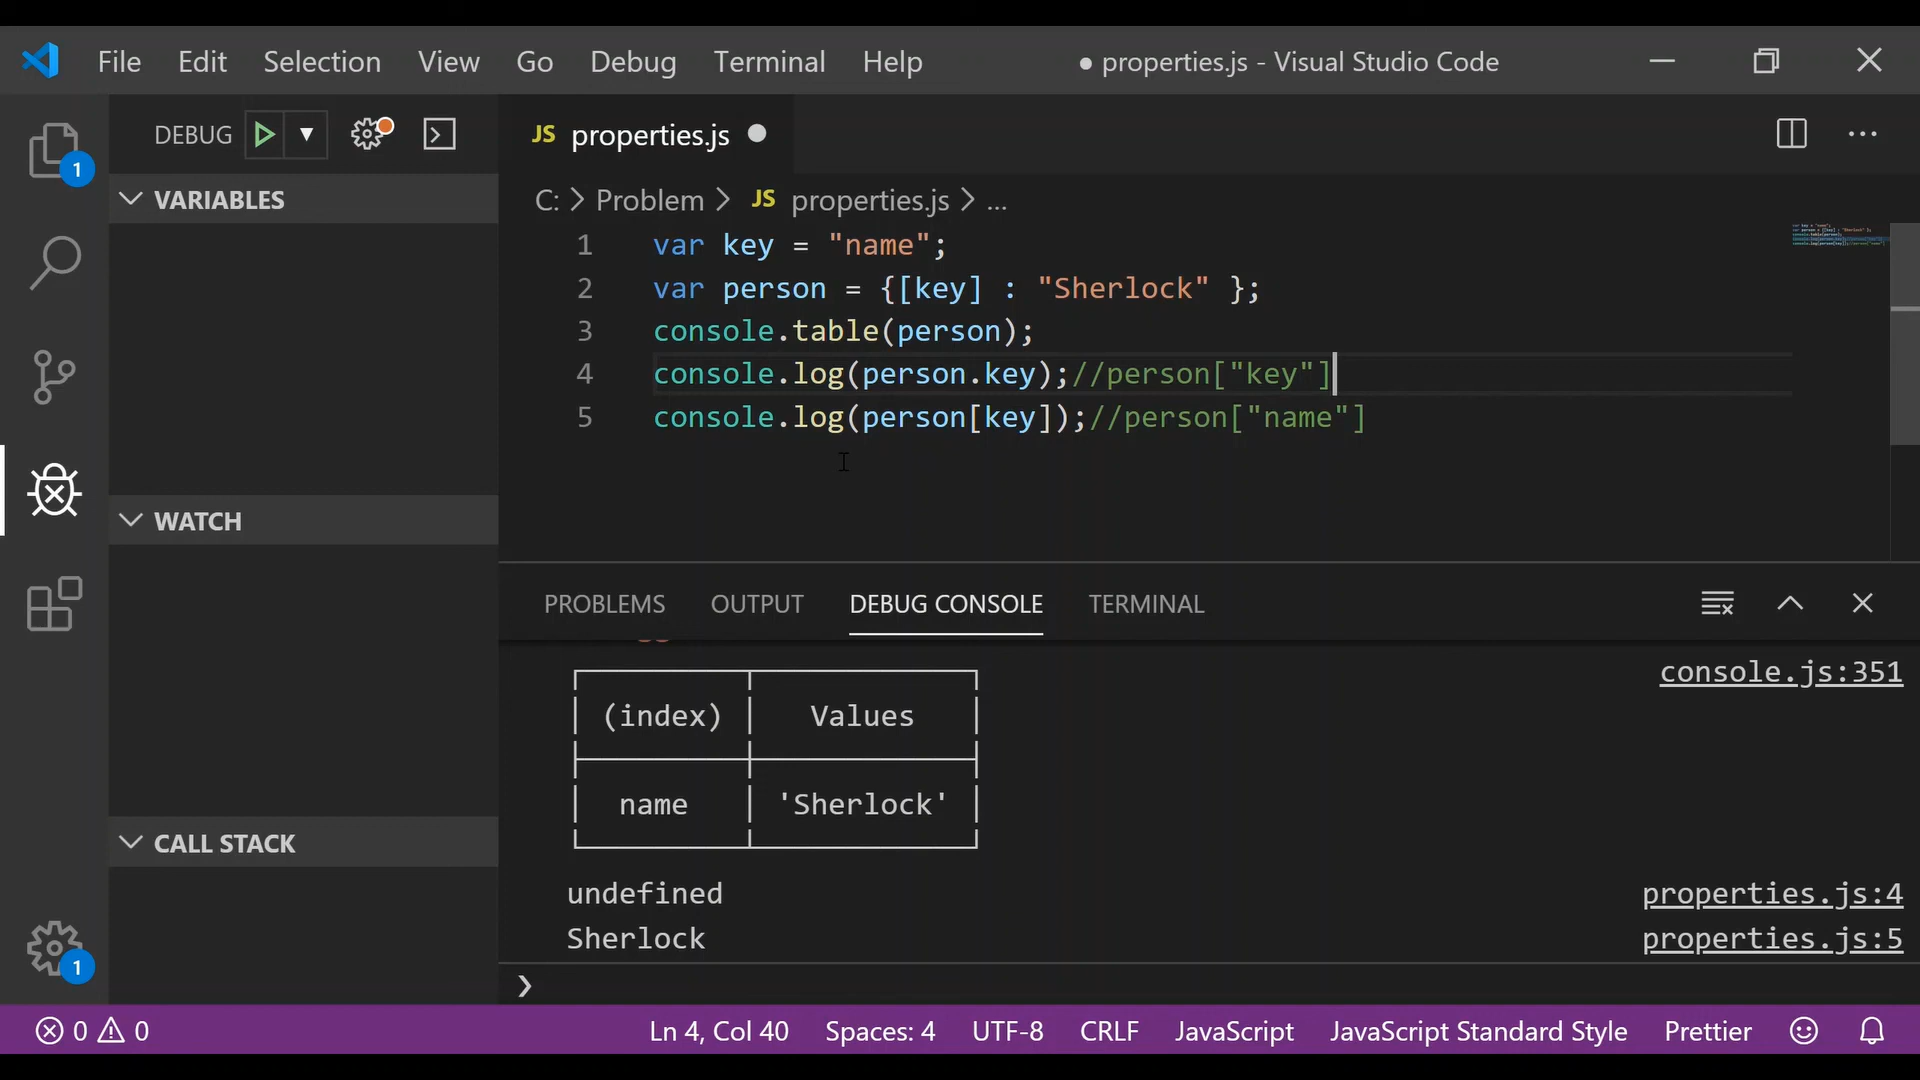 File Edit Selection View Go Debug Terminal Help ● properties.js - Visual Studio Code
DEBUG
JS properties.js
1
VARIABLES
C: > Problem > JS properties.js > ...
1 var key = "name";
2 var person = {[key] : "Sherlock" };
3 console.table(person);
4 console.log(person.key);//person["key"]
5 console.log(person[key]);//person["name"]
WATCH
PROBLEMS OUTPUT DEBUG CONSOLE TERMINAL
console.js:351
(index) Values
name 'Sherlock'
CALL STACK
undefined properties.js:4
Sherlock properties.js:5
1
0 0 Ln 4, Col 40 Spaces: 4 UTF-8 CRLF JavaScript JavaScript Standard Style Prettier